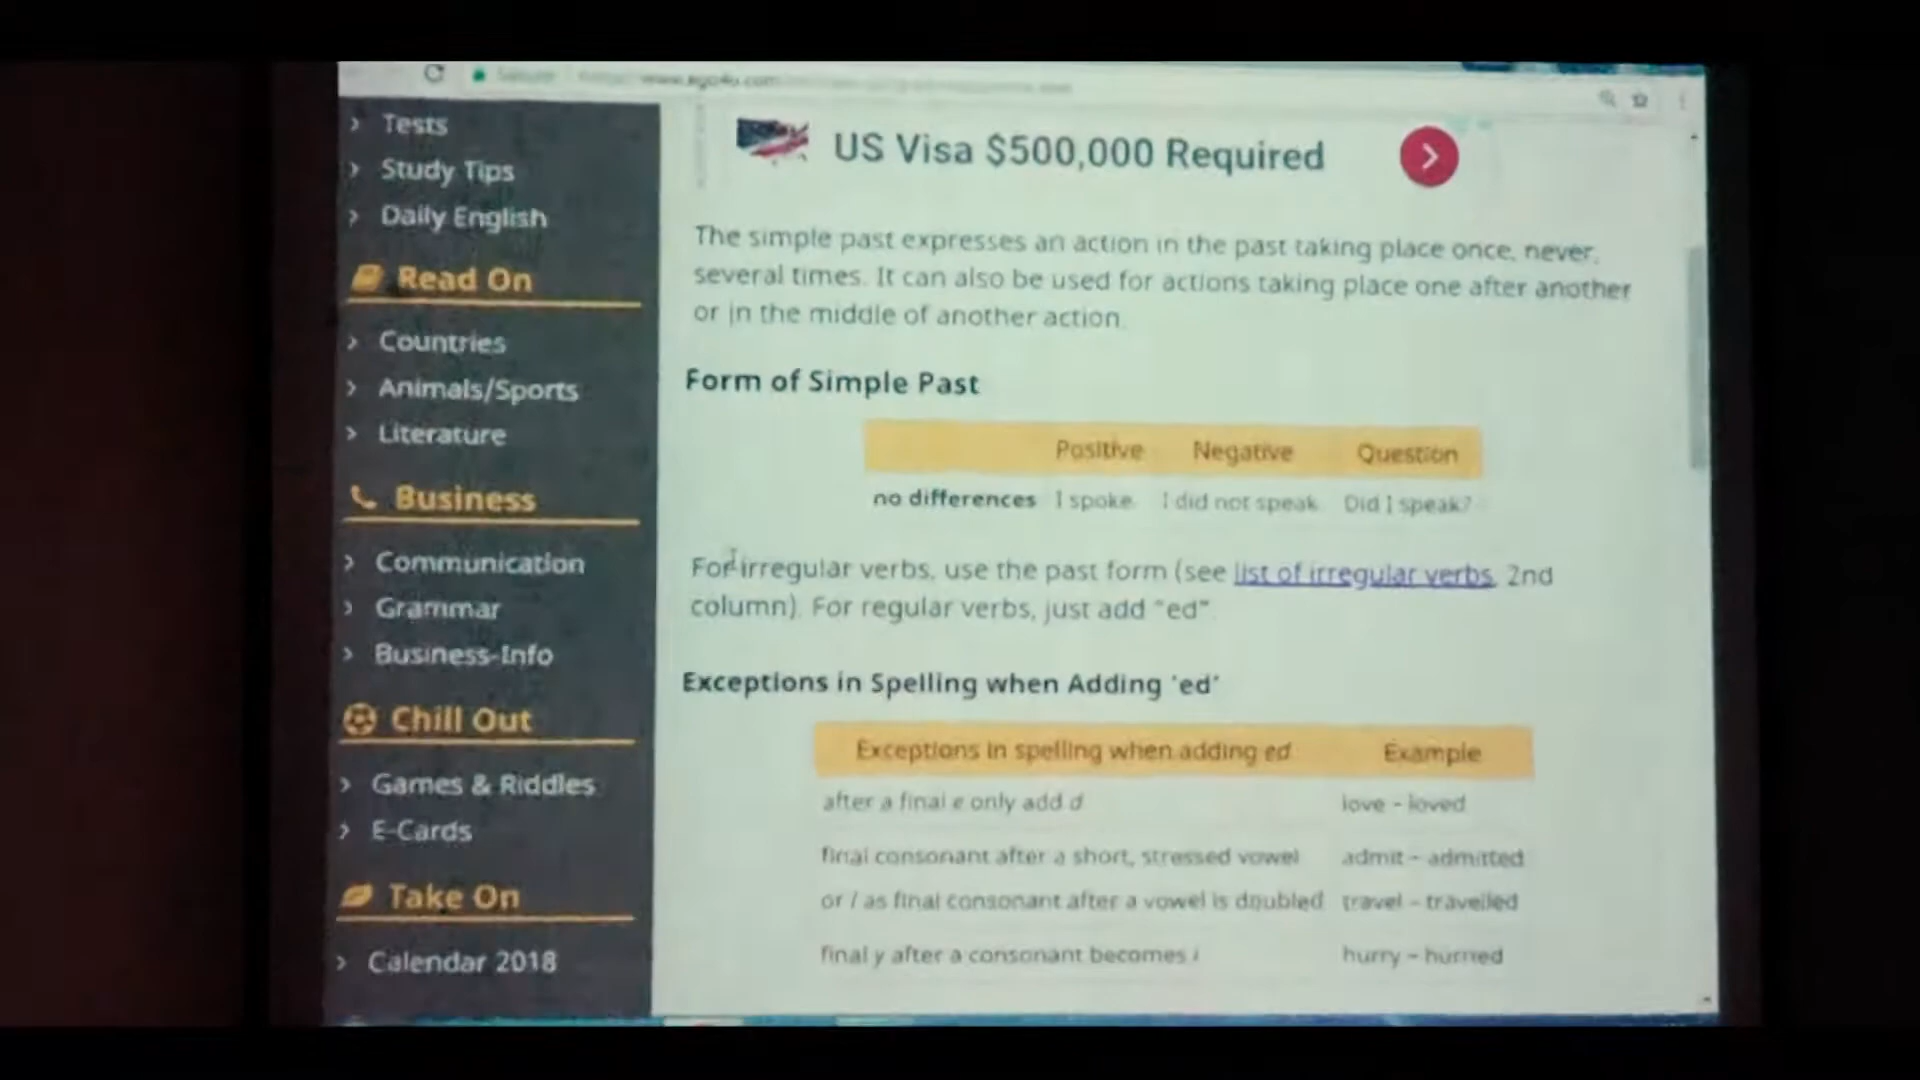 Secure
www.ego4u.com
Tests
Study Tips
Daily English
Read On
Countries
Animals/Sports
Literature
Business
Communication
Grammar
Business-Info
Chill Out
Games & Riddles
E-Cards
Take On
Calendar 2018
US Visa $500,000 Required
The simple past expresses an action in the past taking place once, never,
several times. It can also be used for actions taking place one after another
or in the middle of another action.
Form of Simple Past
Positive Negative Question
no differences I spoke. I did not speak. Did I speak?
For irregular verbs, use the past form (see list of irregular verbs, 2nd
column). For regular verbs, just add "ed".
Exceptions in Spelling when Adding 'ed'
Exceptions in spelling when adding ed Example
after a final e only add d love – loved
final consonant after a short, stressed vowel admit – admitted
or l as final consonant after a vowel is doubled travel – travelled
final y after a consonant becomes i hurry – hurried